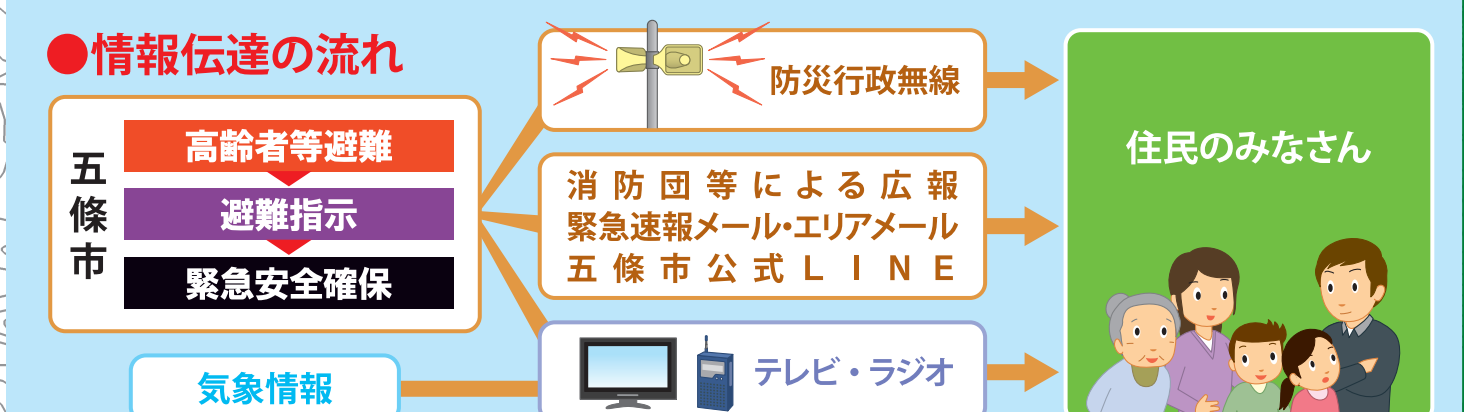 ●情報伝達の流れ
五條市
高齢者等避難
避難指示
緊急安全確保
気象情報
防災行政無線
消防団等による広報
緊急速報メール・エリアメール
五條市公式LINE
テレビ・ラジオ
住民のみなさん